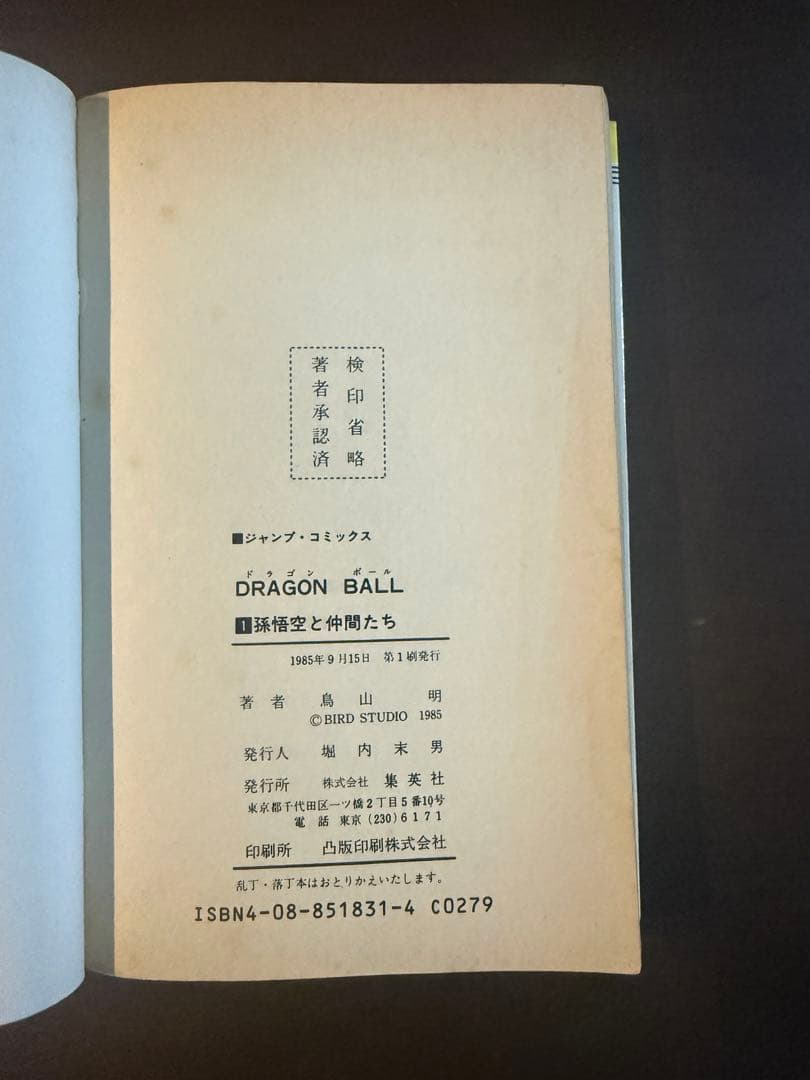 検印省略
著者承認済
■ジャンプ・コミックス
ドラゴン ボール
DRAGON BALL
1孫悟空と仲間たち
1985年9月15日 第1刷発行
著者 鳥山 明
©BIRD STUDIO 1985
発行人 堀内末男
発行所 株式会社 集英社
東京都千代田区一ツ橋2丁目5番10号
電話 東京(230)6171
印刷所 凸版印刷株式会社
乱丁・落丁本はおとりかえいたします。
ISBN4-08-851831-4 C0279